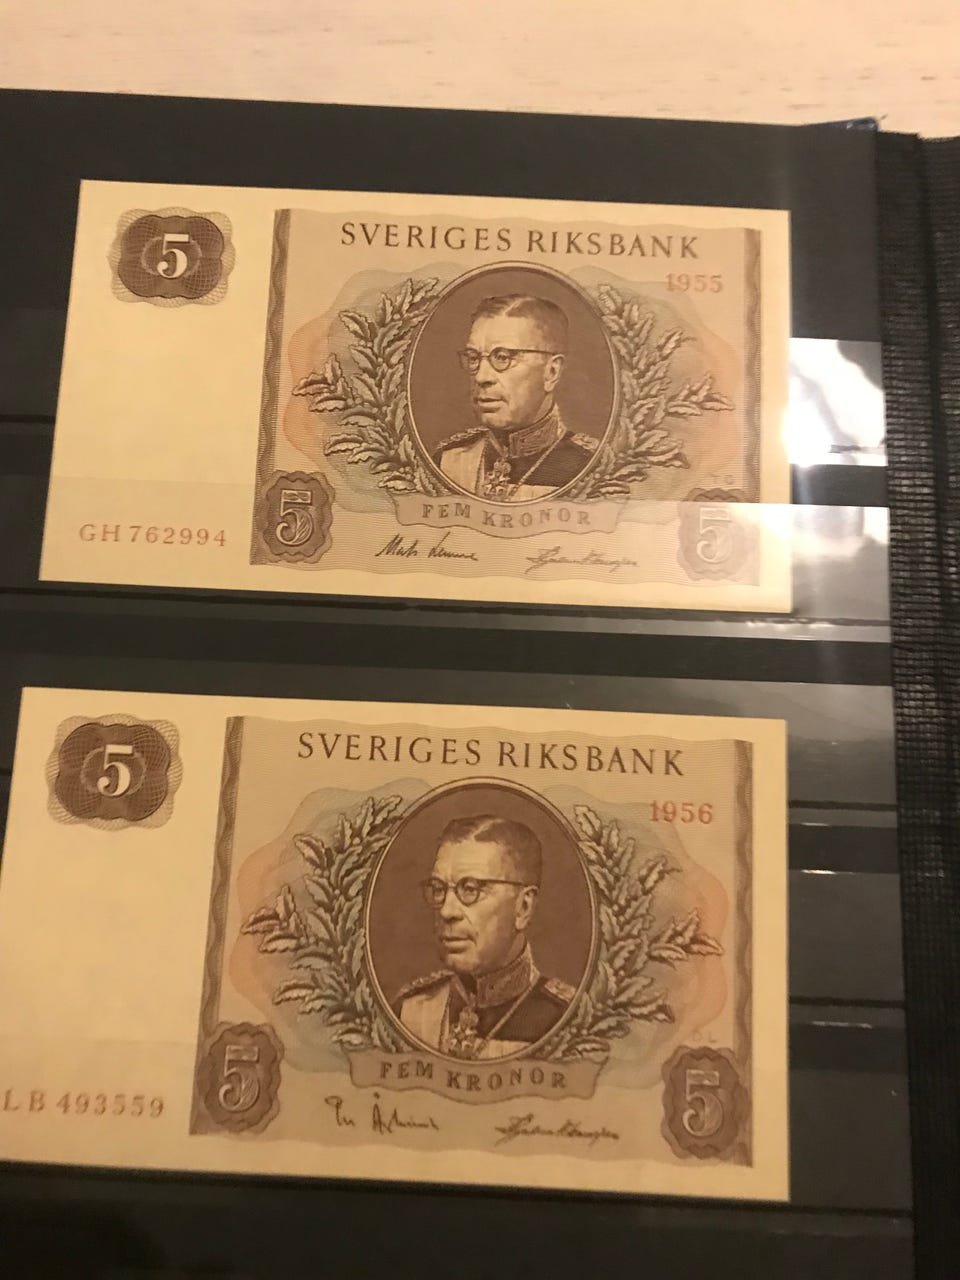 5
SVERIGES RIKSBANK
1955
TG
FEM KRONOR
5
5
GH 762994
5
SVERIGES RIKSBANK
1956
L
FEM KRONOR
5
5
LB 493559